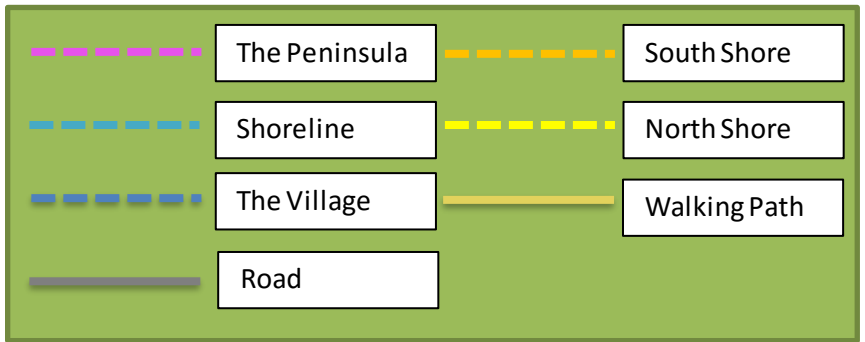 The Peninsula
South Shore
Shoreline
North Shore
The Village
Walking Path
Road